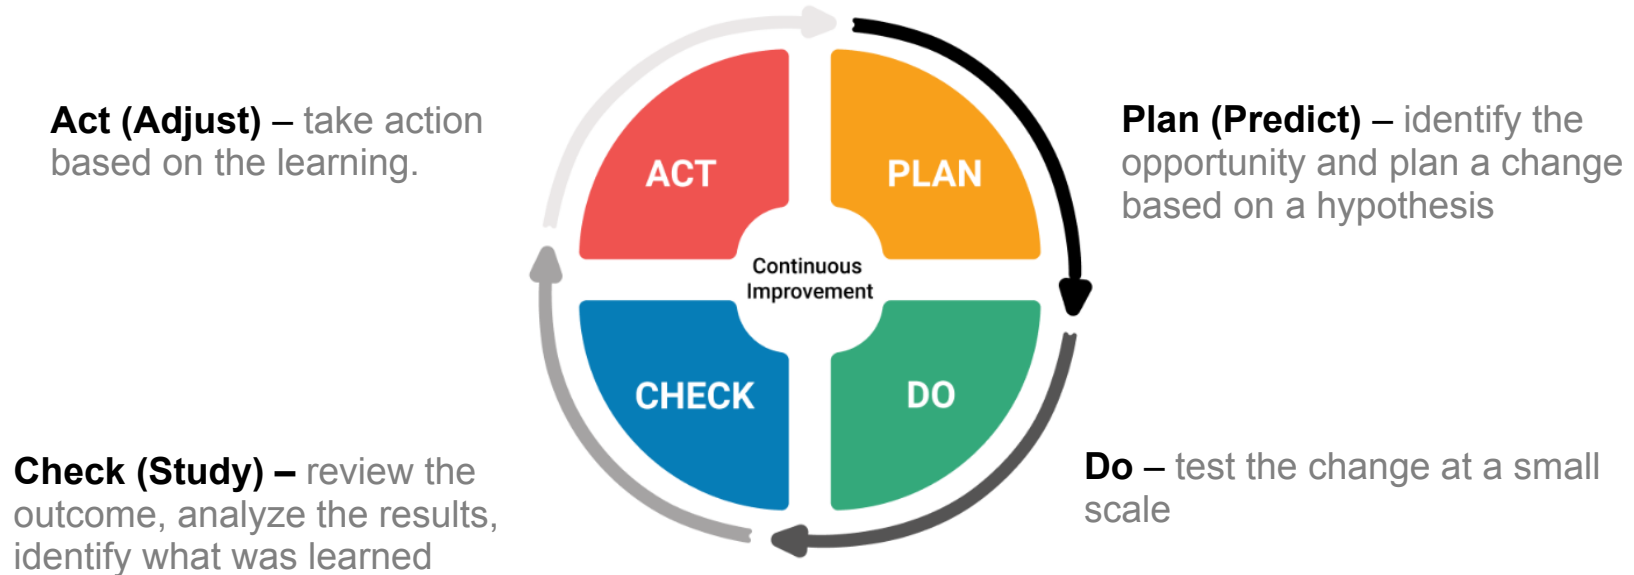 Act (Adjust) – take action
based on the learning.
ACT
PLAN
Plan (Predict) – identify the
opportunity and plan a change
based on a hypothesis
Continuous
Improvement
CHECK
DO
Check (Study) – review the
outcome, analyze the results,
identify what was learned
Do – test the change at a small
scale